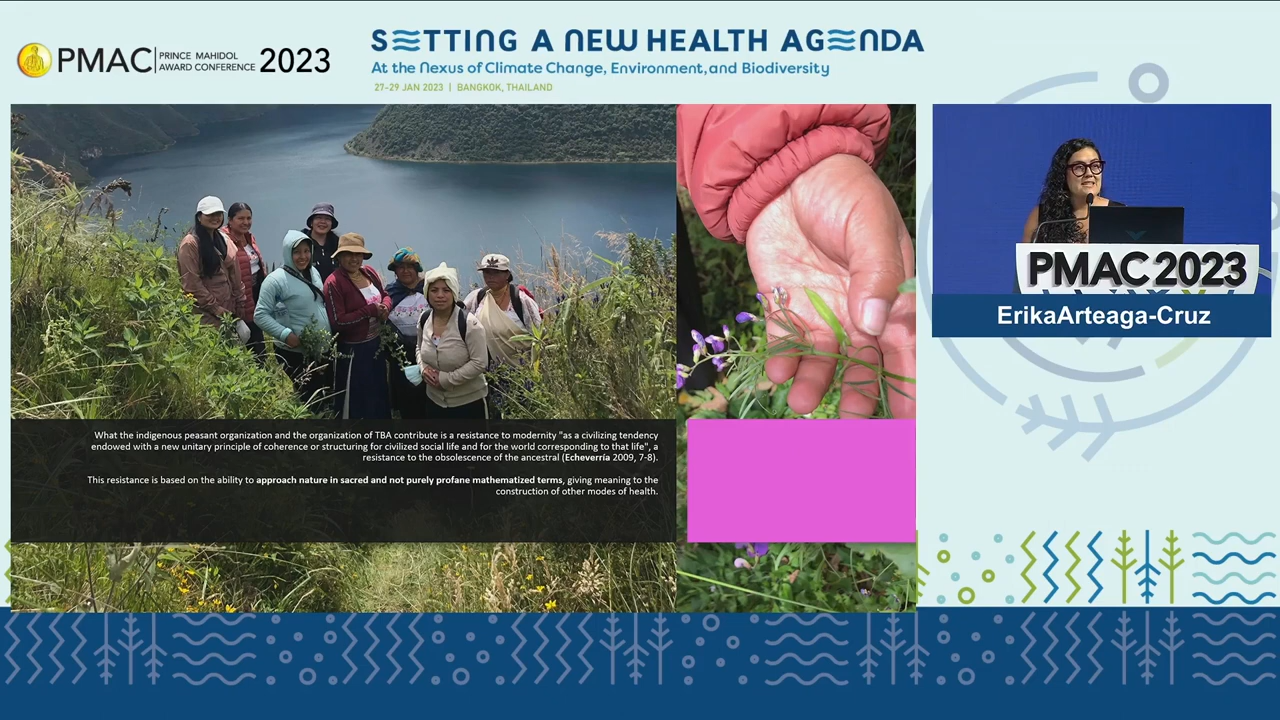 PMAC
PRINCE MAHIDOL
AWARD CONFERENCE
2023
SETTING A NEW HEALTH AGENDA
At the Nexus of Climate Change, Environment, and Biodiversity
27-29 JAN 2023 | BANGKOK, THAILAND
PMAC 2023
ErikaArteaga-Cruz
What the indigenous peasant organization and the organization of TBA contribute is a resistance to modernity "as a civilizing tendency
endowed with a new unitary principle of coherence or structuring for civilized social life and for the world corresponding to that life", a
resistance to the obsolescence of the ancestral (Echeverría 2009, 7-8).
This resistance is based on the ability to approach nature in sacred and not purely profane mathematized terms, giving meaning to the
construction of other modes of health.